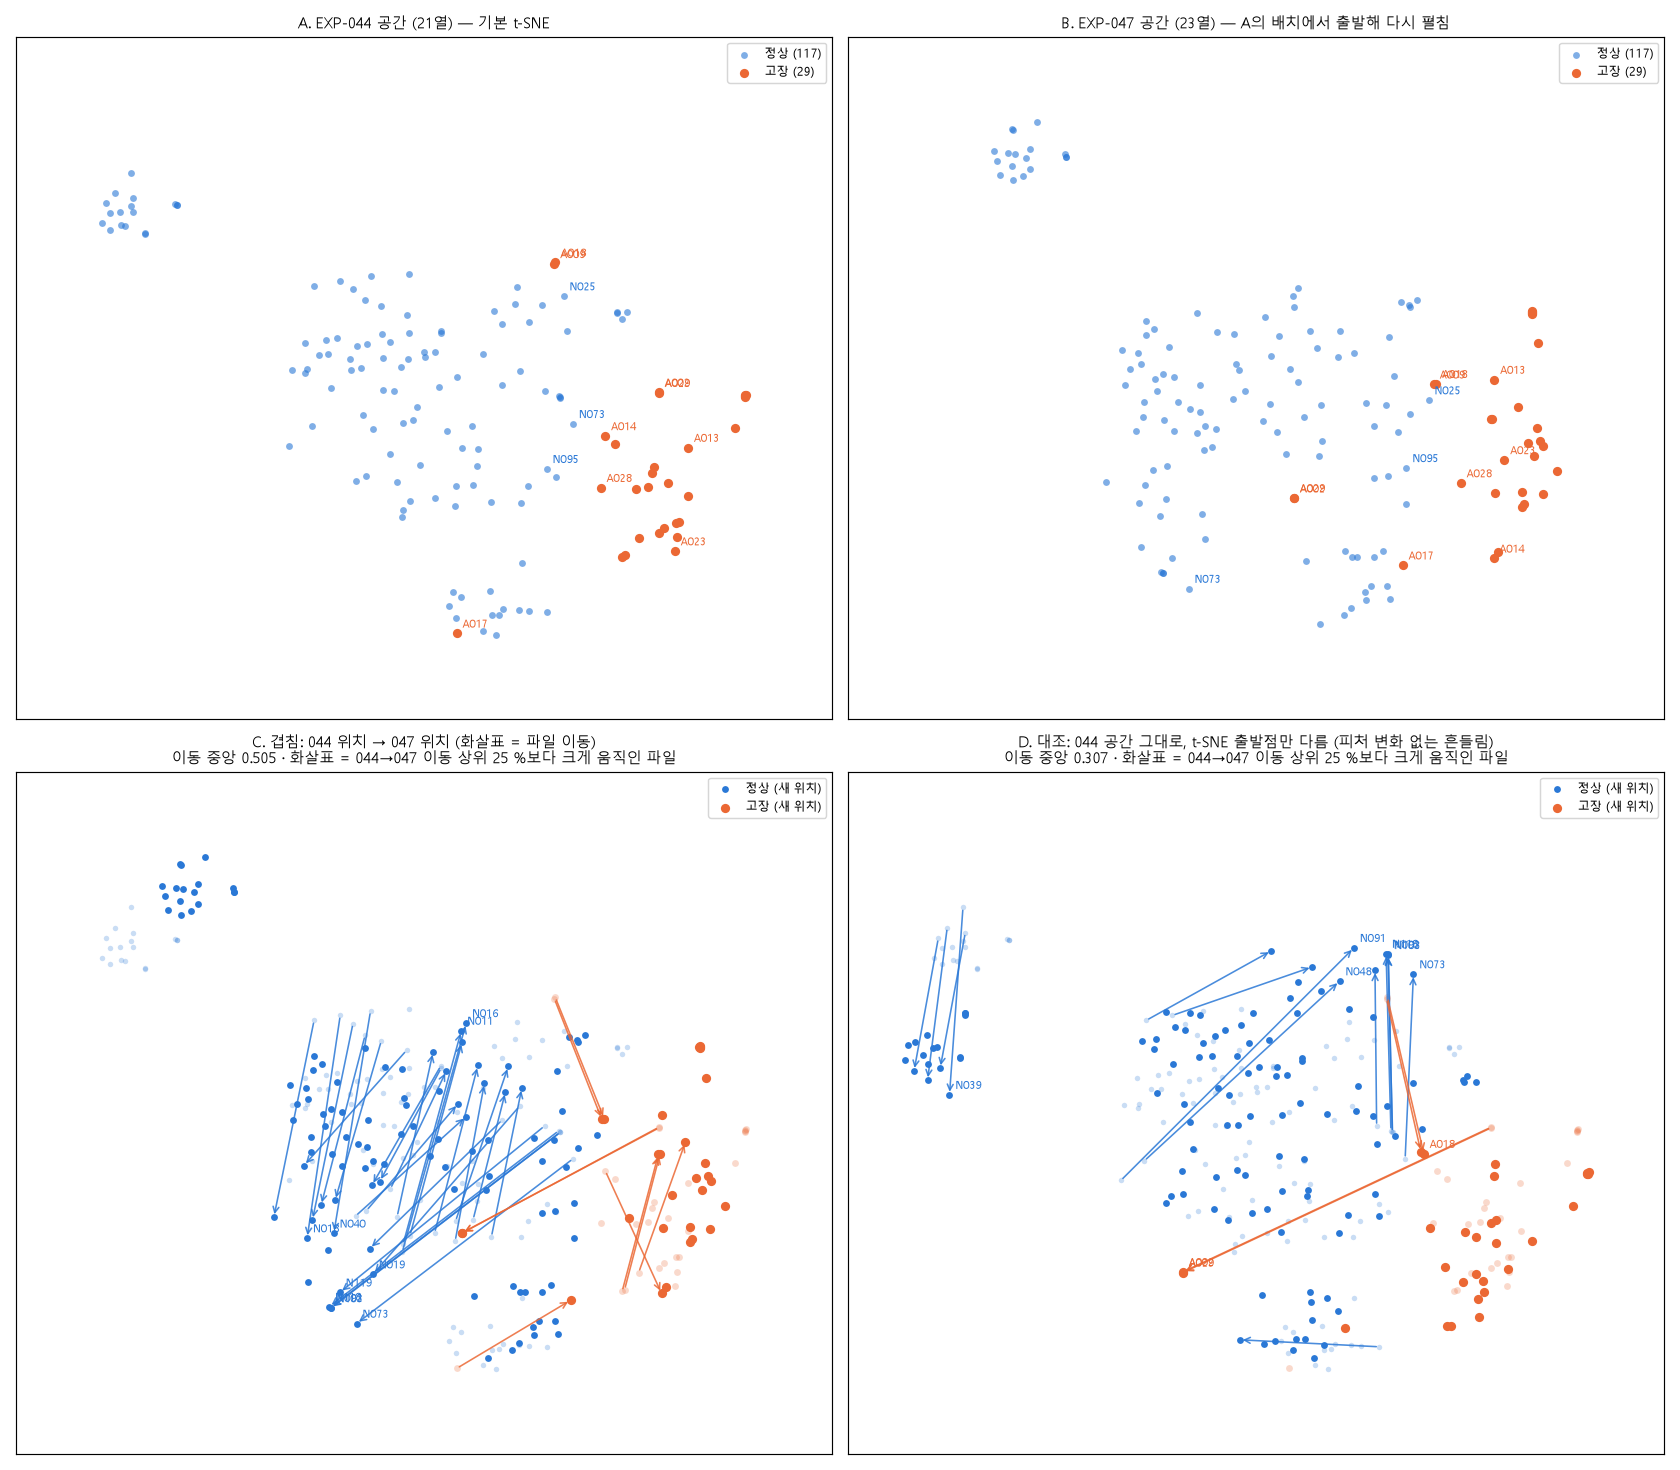 A. EXP-044 공간 (21열) — 기본 t-SNE
정상 (117)
고장 (29)
NO25
NO73
AO14
AO13
NO95
AO28
AO23
AO17
B. EXP-047 공간 (23열) — A의 배치에서 출발해 다시 펼침
정상 (117)
고장 (29)
AO13
NO25
AO23
NO95
AO28
AO14
AO17
NO73
C. 겹침: 044 위치 → 047 위치 (화살표 = 파일 이동)
이동 중앙 0.505 · 화살표 = 044→047 이동 상위 25 %보다 크게 움직인 파일
정상 (새 위치)
고장 (새 위치)
NO16
NO11
NO40
NO19
N119
NO73
D. 대조: 044 공간 그대로, t-SNE 출발점만 다름 (피처 변화 없는 흔들림)
이동 중앙 0.307 · 화살표 = 044→047 이동 상위 25 %보다 크게 움직인 파일
정상 (새 위치)
고장 (새 위치)
NO91
NO48
NO73
NO39
AO18